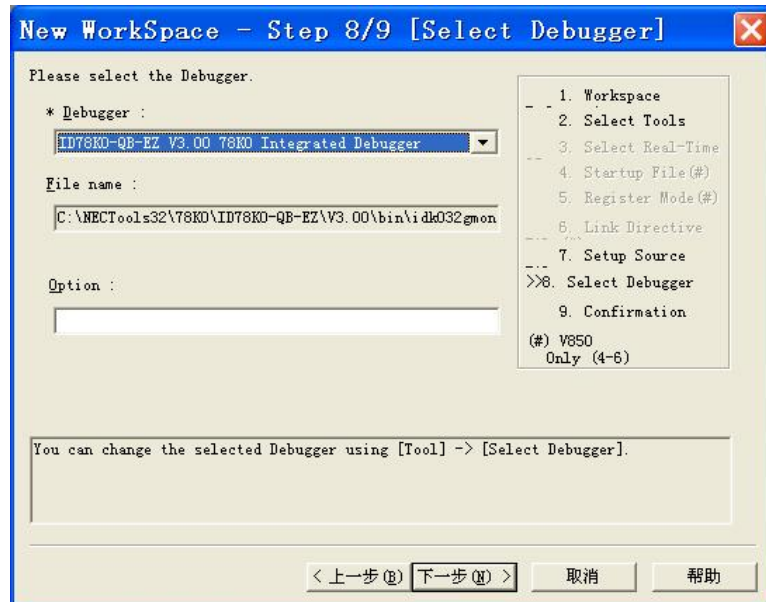 New WorkSpace - Step 8/9 [Select Debugger]
Please select the Debugger.
* Debugger :
ID78K0-QB-EZ V3.00 78K0 Integrated Debugger
File name :
C:\NECTools32\78K0\ID78K0-QB-EZ\V3.00\bin\idk032gmon
Option :
1. Workspace
2. Select Tools
3. Select Real-Time
4. Startup File(#)
5. Register Mode(#)
6. Link Directive
7. Setup Source
>>8. Select Debugger
9. Confirmation
(#) V850
Only (4-6)
You can change the selected Debugger using [Tool] -> [Select Debugger].
< 上一步(B)
下一步(N) >
取消
帮助